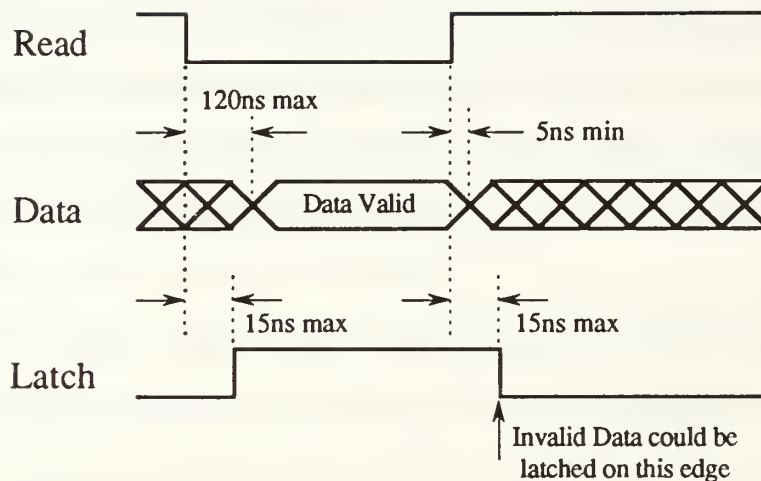 Read
120ns max
5ns min
Data
Data Valid
15ns max
15ns max
Latch
Invalid Data could be
latched on this edge